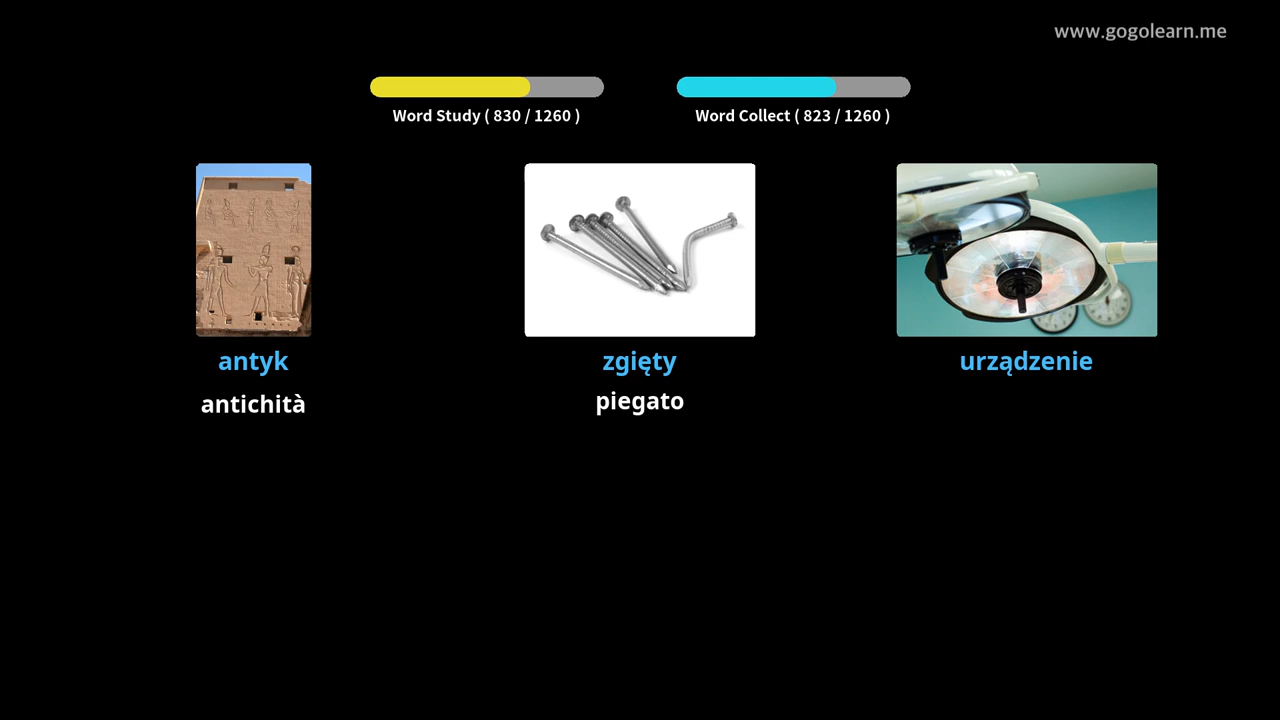 www.gogolearn.me
Word Study ( 830 / 1260 )
Word Collect ( 823 / 1260 )
antyk
zgięty
urządzenie
antichità
piegato